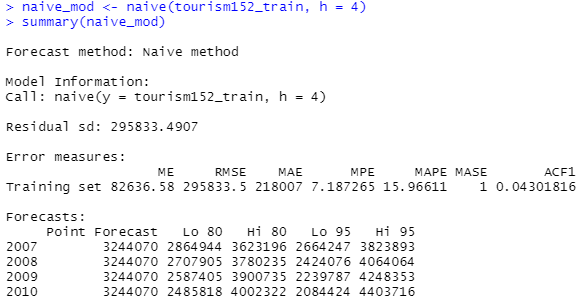 > naive_mod <- naive(tourism152_train, h = 4)
> summary(naive_mod)
Forecast method: Naive method
Model Information:
Call: naive(y = tourism152_train, h = 4)
Residual sd: 295833.4907
Error measures:
ME RMSE MAE MPE MAPE MASE ACF1
Training set 82636.58 295833.5 218007 7.187265 15.96611 1 0.04301816
Forecasts:
Point Forecast Lo 80 Hi 80 Lo 95 Hi 95
2007 3244070 2864944 3623196 2664247 3823893
2008 3244070 2707905 3780235 2424076 4064064
2009 3244070 2587405 3900735 2239787 4248353
2010 3244070 2485818 4002322 2084424 4403716